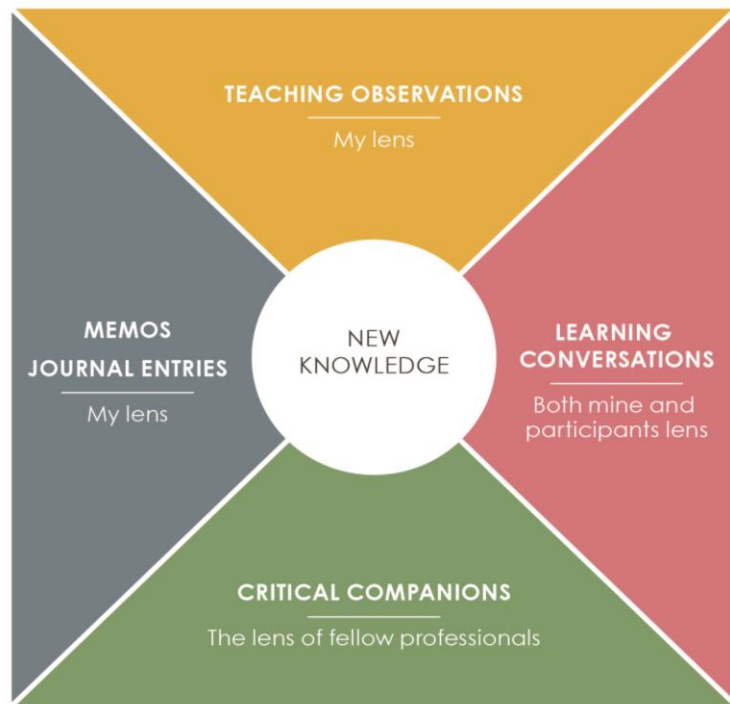 TEACHING OBSERVATIONS
My lens
MEMOS
JOURNAL ENTRIES
My lens
NEW
KNOWLEDGE
LEARNING
CONVERSATIONS
Both mine and
participants lens
CRITICAL COMPANIONS
The lens of fellow professionals